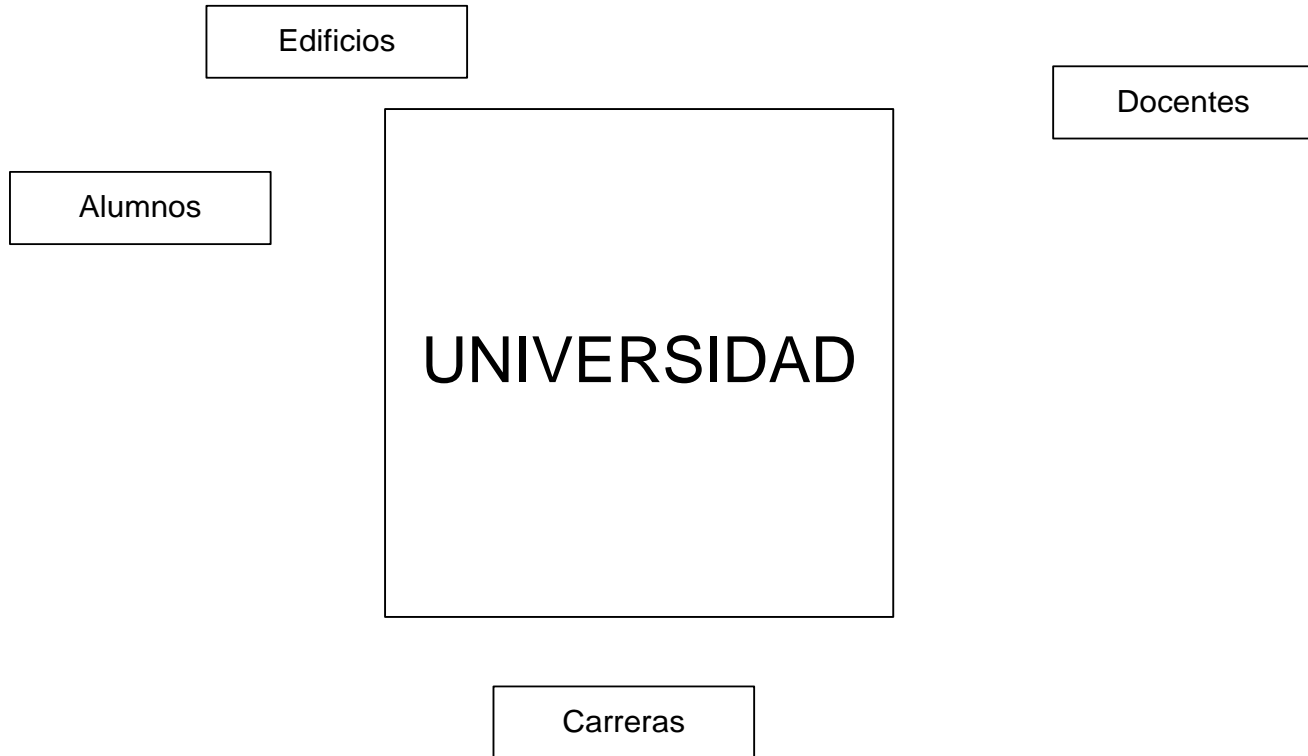 Edificios
Docentes
Alumnos
UNIVERSIDAD
Carreras